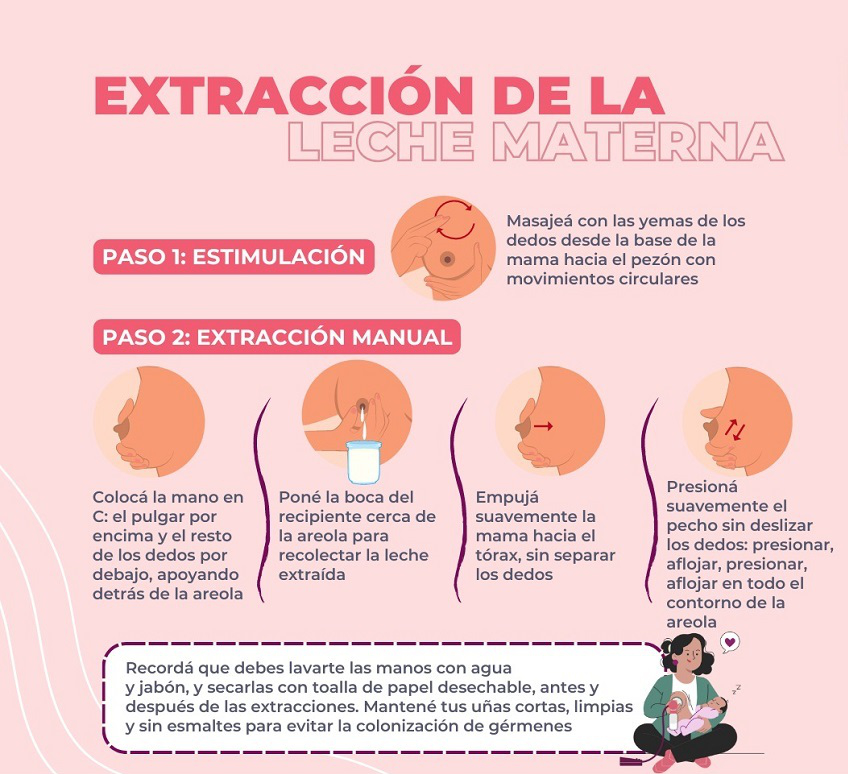 EXTRACCIÓN DE LA
LECHE MATERNA
PASO 1: ESTIMULACIÓN
Masajeá con las yemas de los
dedos desde la base de la
mama hacia el pezón con
movimientos circulares
PASO 2: EXTRACCIÓN MANUAL
Colocá la mano en
C: el pulgar por
encima y el resto
de los dedos por
debajo, apoyando
detrás de la areola
Poné la boca del
recipiente cerca de
la areola para
recolectar la leche
extraída
Empujá
suavemente la
mama hacia el
tórax, sin separar
los dedos
Presioná
suavemente el
pecho sin deslizar
los dedos: presionar,
aflojar, presionar,
aflojar en todo el
contorno de la
areola
Recordá que debes lavarte las manos con agua
y jabón, y secarlas con toalla de papel desechable, antes y
después de las extracciones. Mantené tus uñas cortas, limpias
y sin esmaltes para evitar la colonización de gérmenes
z z